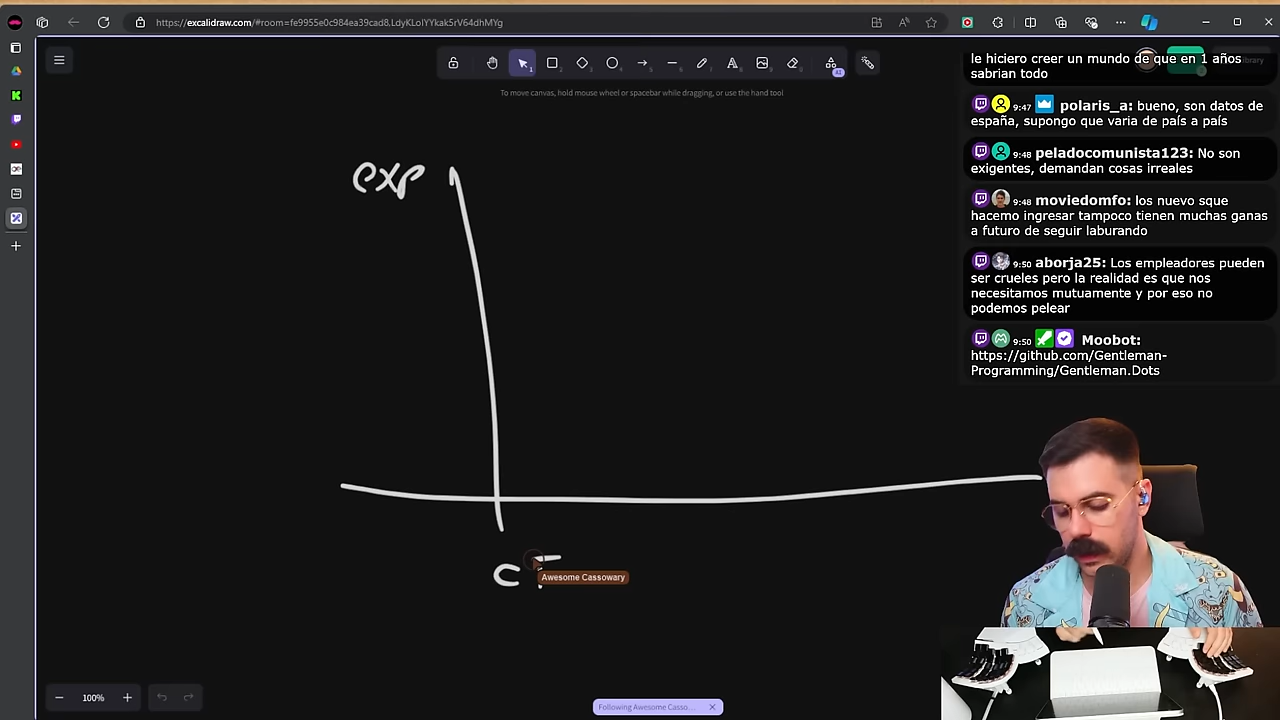 https://excalidraw.com/#room=fe9955e0c984ea39cad8.LdyKLoIYYkak5rV64dhMYg
To move canvas, hold mouse wheel or spacebar while dragging, or use the hand tool
le hiciero creer un mundo de que en 1 años
sabrian todo
9:47 polaris_a: bueno, son datos de
españa, supongo que varia de país a país
9:48 peladocomunista123: No son
exigentes, demandan cosas irreales
9:48 moviedomfo: los nuevo sque
hacemo ingresar tampoco tienen muchas ganas
a futuro de seguir laburando
9:50 aborja25: Los empleadores pueden
ser crueles pero la realidad es que nos
necesitamos mutuamente y por eso no
podemos pelear
9:50 Moobot:
https://github.com/Gentleman-
Programming/Gentleman.Dots
exp
Awesome Cassowary
100%
Following Awesome Casso...